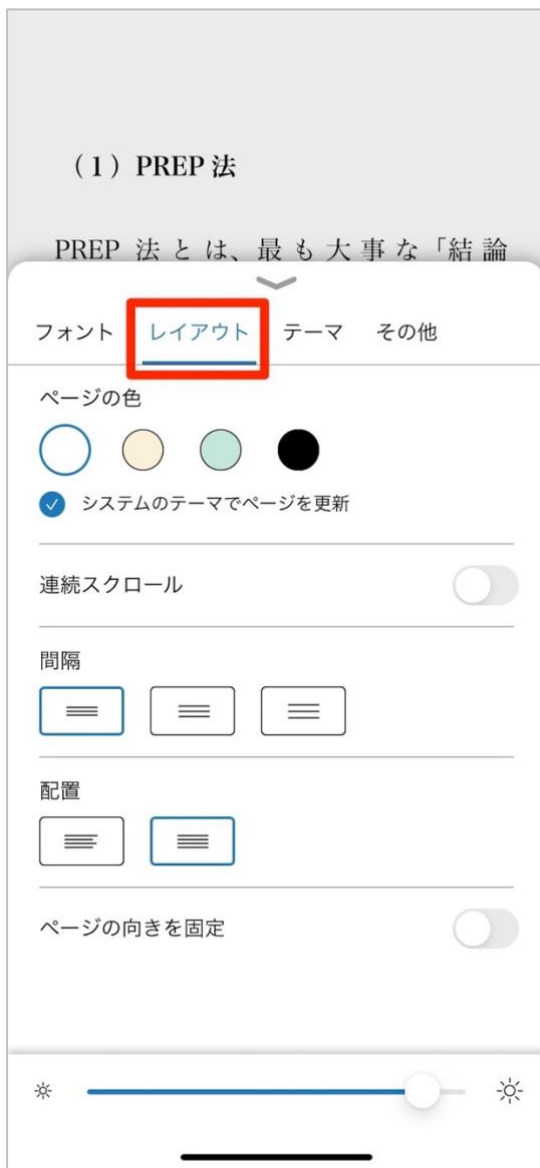 （1）PREP 法
PREP 法とは、最も大事な「結論
フォント レイアウト テーマ その他
ページの色
システムのテーマでページを更新
連続スクロール
間隔
配置
ページの向きを固定